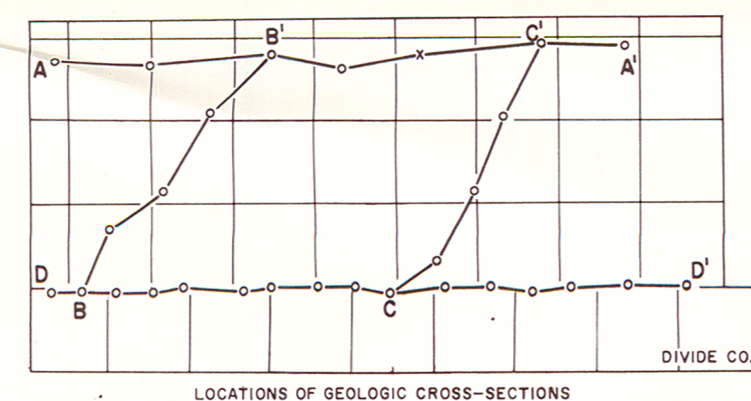 B'
C'
A
A'
D
D'
B
C
DIVIDE CO.
LOCATIONS OF GEOLOGIC CROSS-SECTIONS